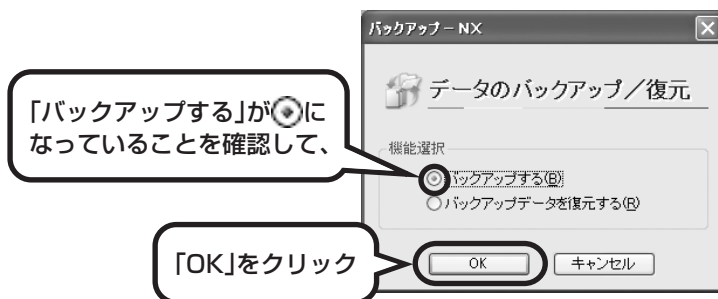 バックアップ－NX
データのバックアップ／復元
「バックアップする」が◉に
なっていることを確認して、
機能選択
バックアップする(B)
バックアップデータを復元する(R)
「OK」をクリック
OK
キャンセル